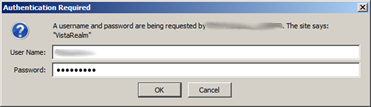 Authentication Required
A username and password are being requested by . The site says:
"VistaRealm"
User Name:
Password: •••••••••
OK Cancel